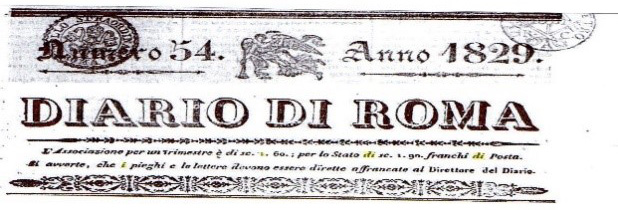 Numero 54. Anno 1829.
DIARIO DI ROMA
L'Associazione per un trimestre è di sc. 1. 60.; per lo Stato di sc. 1. 90. franchi di Posta.
Si avverte, che i pieghi e le lettere devono essere dirette affrancate al Direttore del Diario.